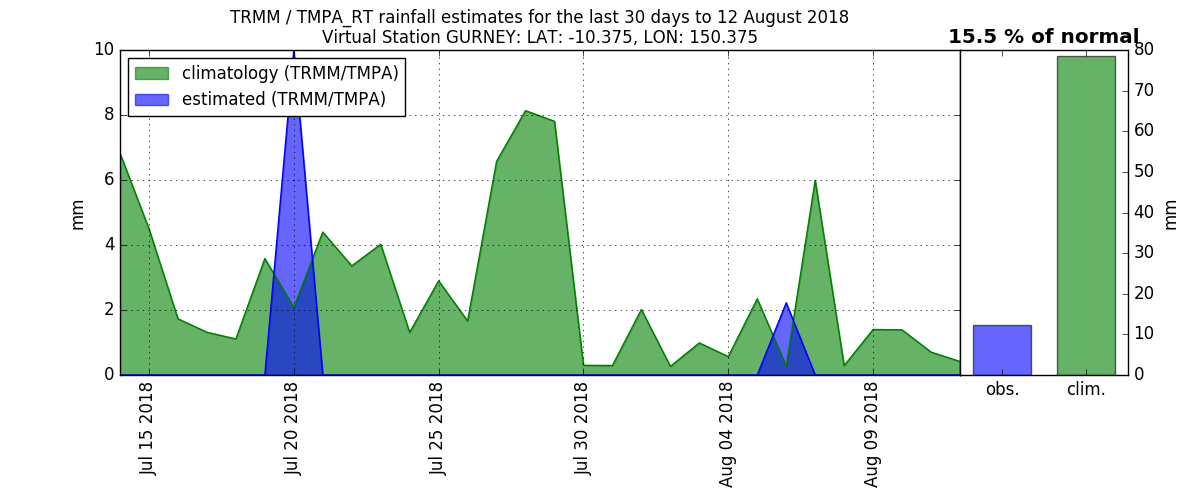 TRMM / TMPA_RT rainfall estimates for the last 30 days to 12 August 2018
Virtual Station GURNEY: LAT: -10.375, LON: 150.375
15.5 % of normal
climatology (TRMM/TMPA)
estimated (TRMM/TMPA)
10
8
6
4
2
0
mm
Jul 15 2018
Jul 20 2018
Jul 25 2018
Jul 30 2018
Aug 04 2018
Aug 09 2018
obs.
clim.
80
70
60
50
40
30
20
10
0
mm